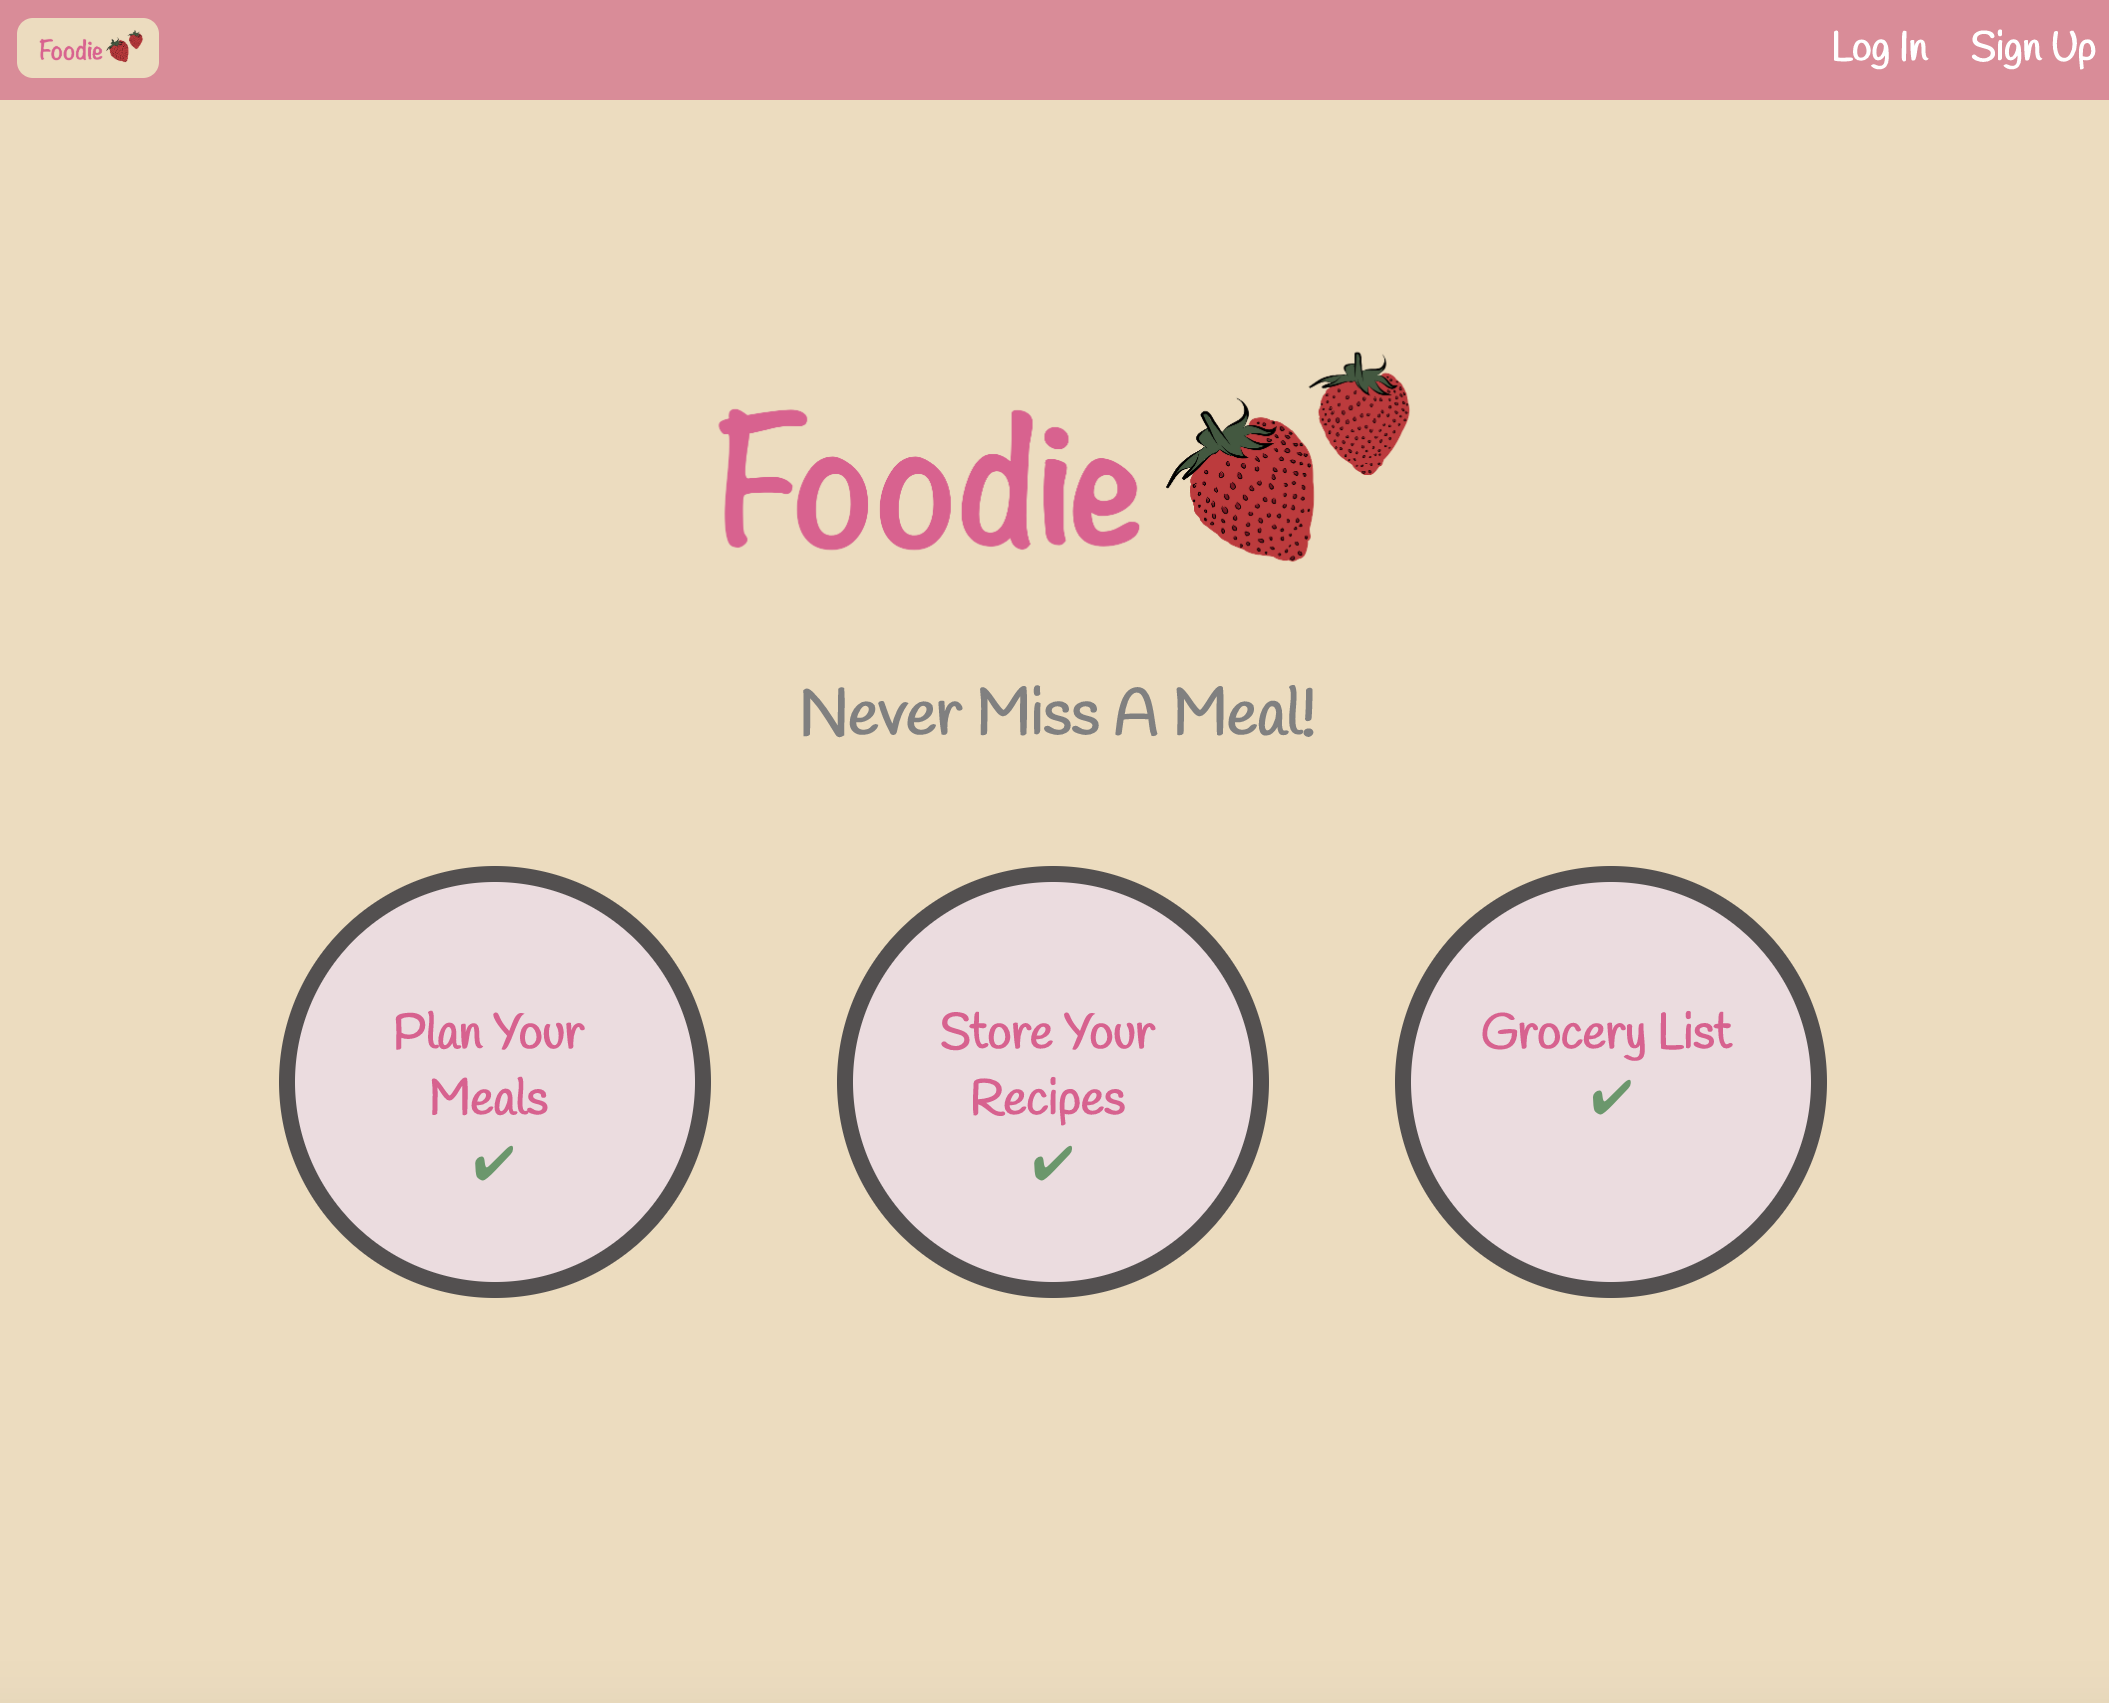 Foodie
Log In
Sign Up
Foodie
Never Miss A Meal!
Plan Your
Meals
✔
Store Your
Recipes
✔
Grocery List
✔